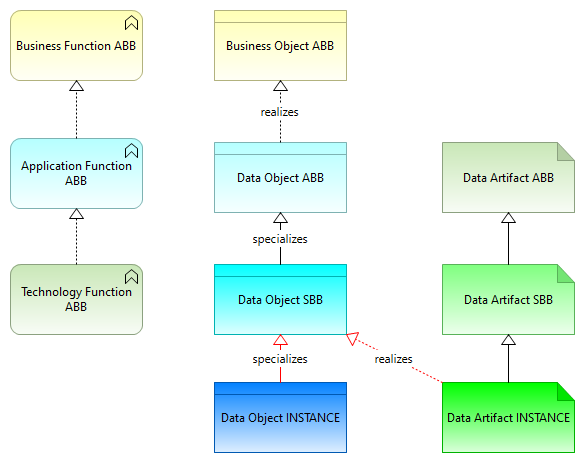 Business Function ABB
Business Object ABB
realizes
Application Function
ABB
Data Object ABB
Data Artifact ABB
specializes
Technology Function
ABB
Data Object SBB
Data Artifact SBB
specializes
realizes
Data Object INSTANCE
Data Artifact INSTANCE